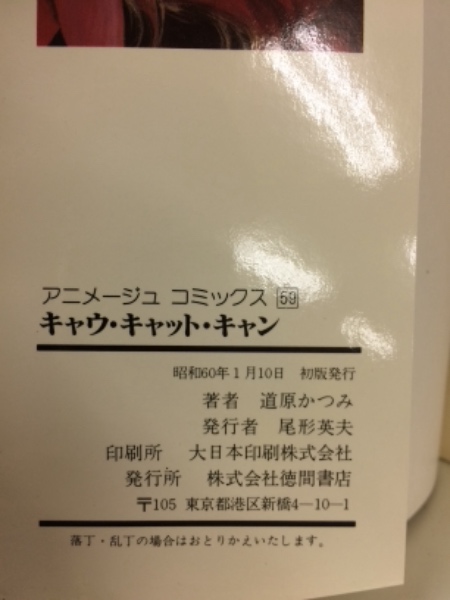 アニメージュ コミックス 59
キャウ・キャット・キャン
昭和60年1月10日 初版発行
著者 道原かつみ
発行者 尾形英夫
印刷所 大日本印刷株式会社
発行所 株式会社徳間書店
〒105 東京都港区新橋4―10―1
落丁・乱丁の場合はおとりかえいたします。